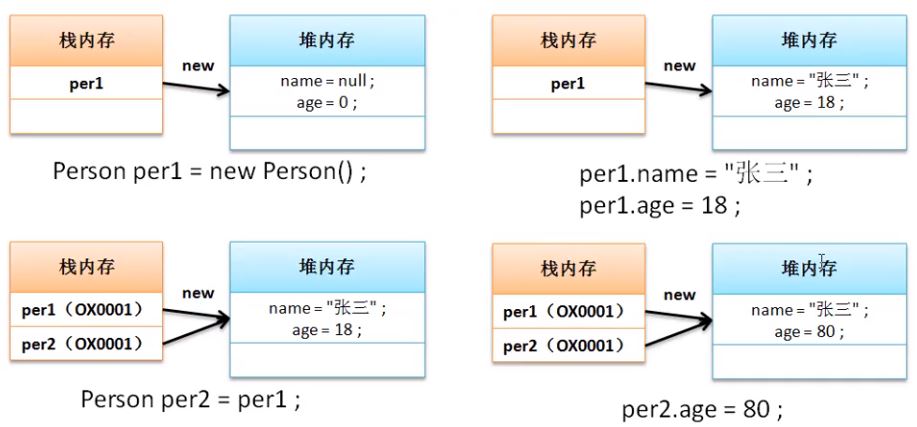 栈内存
堆内存
new
per1
name = null ;
age = 0 ;
Person per1 = new Person() ;
栈内存
堆内存
new
per1
name = "张三" ;
age = 18 ;
per1.name = "张三" ;
per1.age = 18 ;
栈内存
堆内存
new
per1（OX0001）
per2（OX0001）
name = "张三" ;
age = 18 ;
Person per2 = per1 ;
栈内存
堆内存
new
per1（OX0001）
per2（OX0001）
name = "张三" ;
age = 80 ;
per2.age = 80 ;